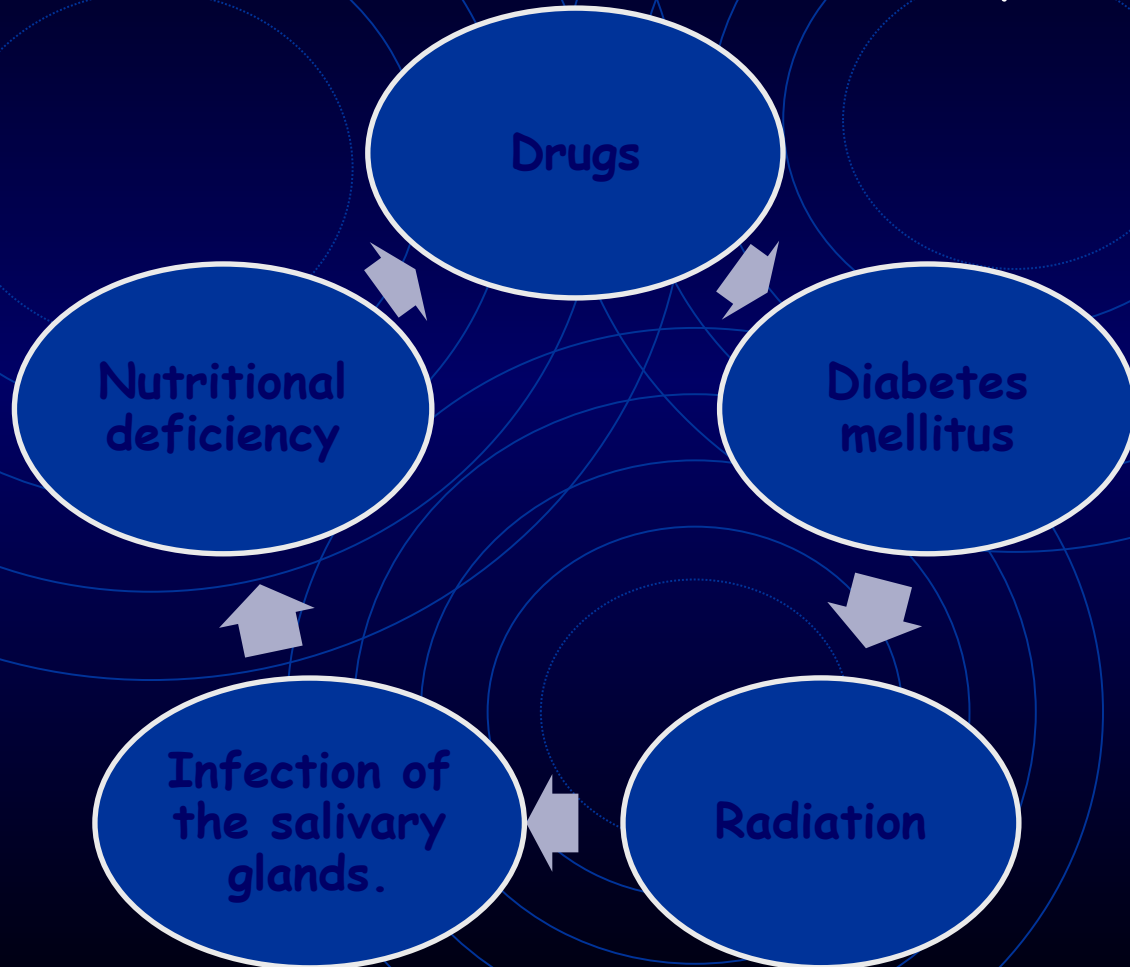 Drugs
Diabetes
mellitus
Radiation
Infection of
the salivary
glands.
Nutritional
deficiency